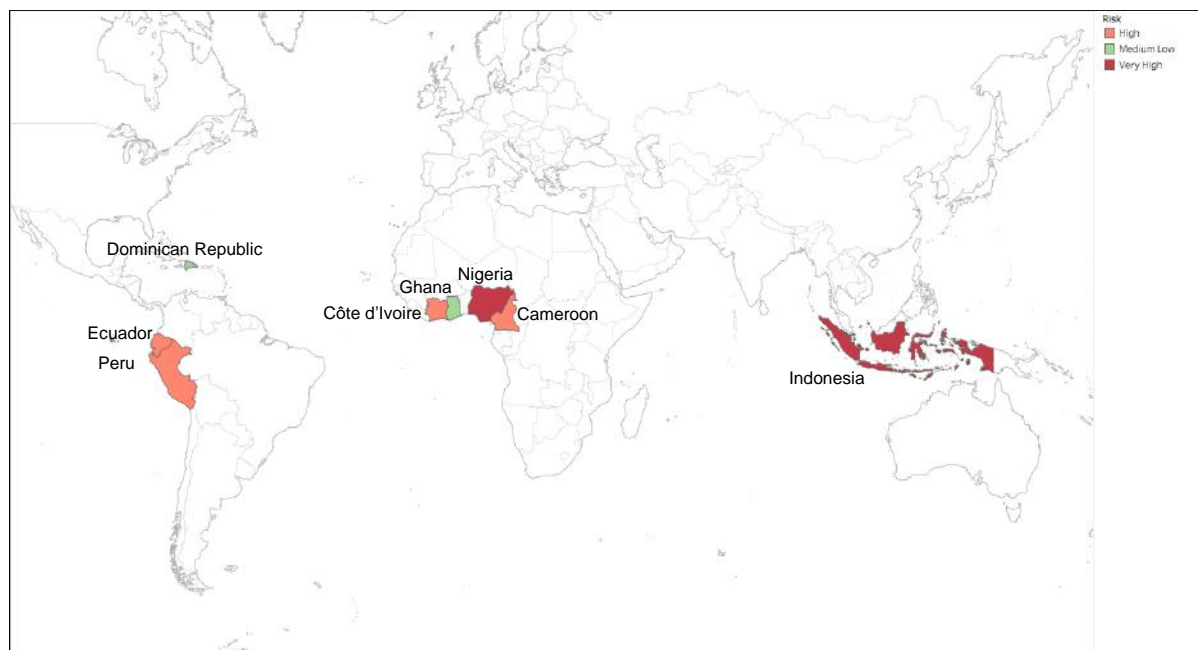 Risk
High
Medium Low
Very High
Dominican Republic
Nigeria
Ghana
Côte d’Ivoire
Cameroon
Ecuador
Peru
Indonesia